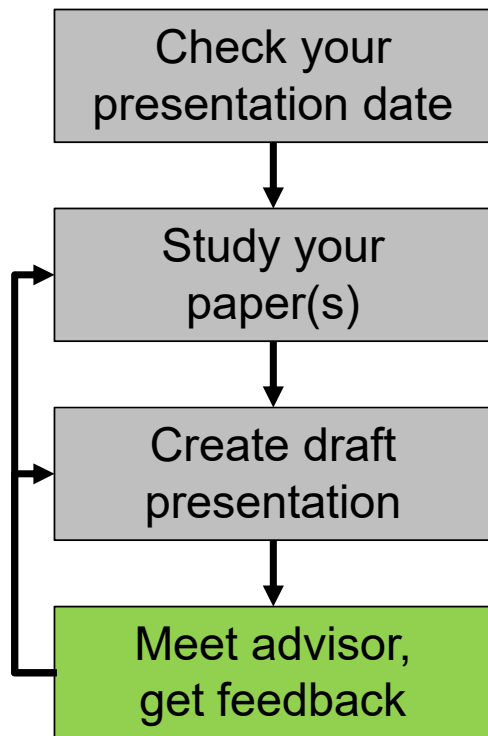 Check your
presentation date
Study your
paper(s)
Create draft
presentation
Meet advisor,
get feedback